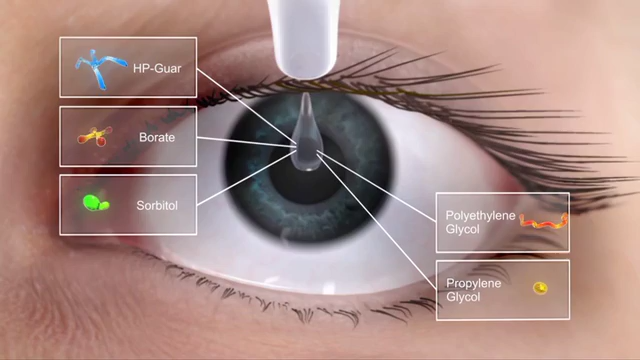 HP-Guar
Borate
Sorbitol
Polyethylene
Glycol
Propylene
Glycol